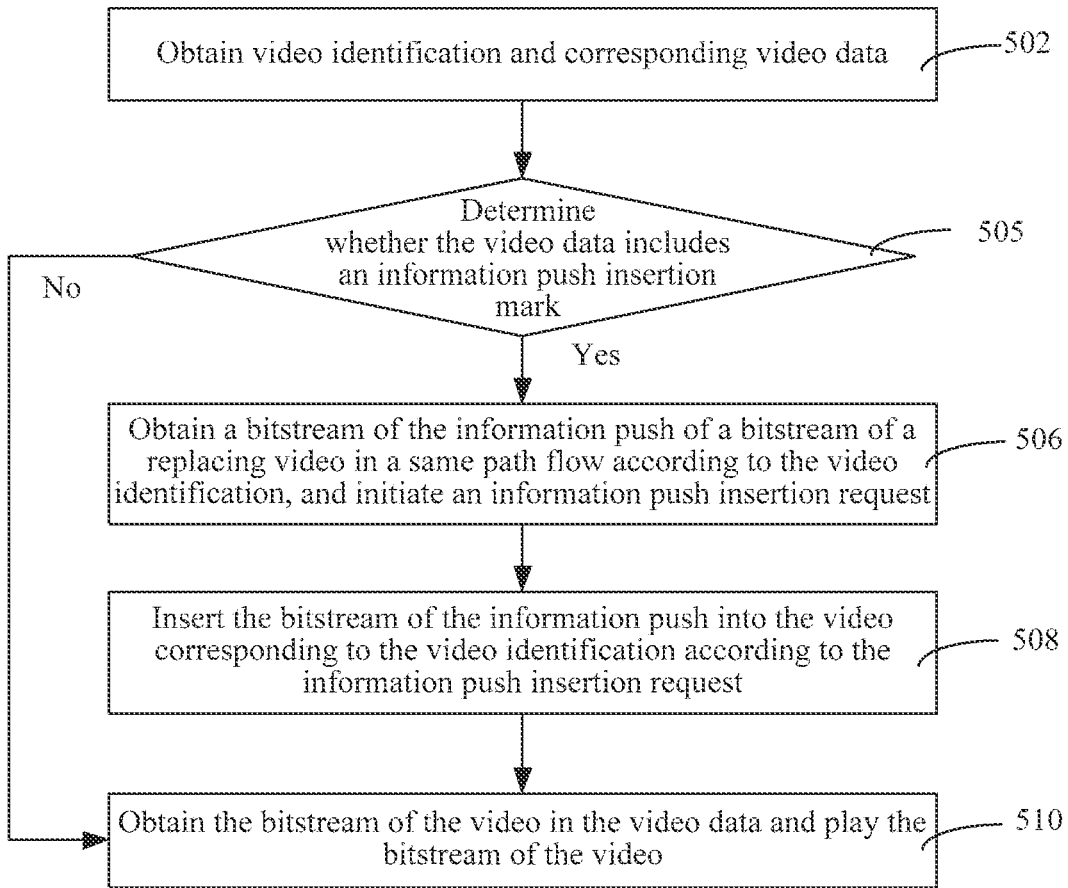 Obtain video identification and corresponding video data
502
Determine
whether the video data includes
an information push insertion
mark
505
No
Yes
Obtain a bitstream of the information push of a bitstream of a
replacing video in a same path flow according to the video
identification, and initiate an information push insertion request
506
Insert the bitstream of the information push into the video
corresponding to the video identification according to the
information push insertion request
508
Obtain the bitstream of the video in the video data and play the
bitstream of the video
510